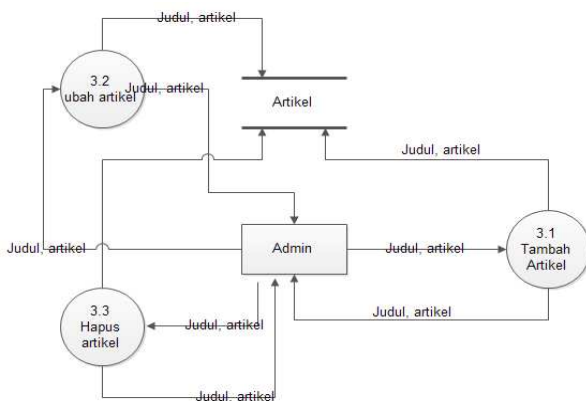 Judul, artikel
3.2
ubah artikel
Judul, artikel
Artikel
Judul, artikel
Judul, artikel
Admin
Judul, artikel
3.1
Tambah
Artikel
3.3
Hapus
artikel
Judul, artikel
Judul, artikel
Judul, artikel